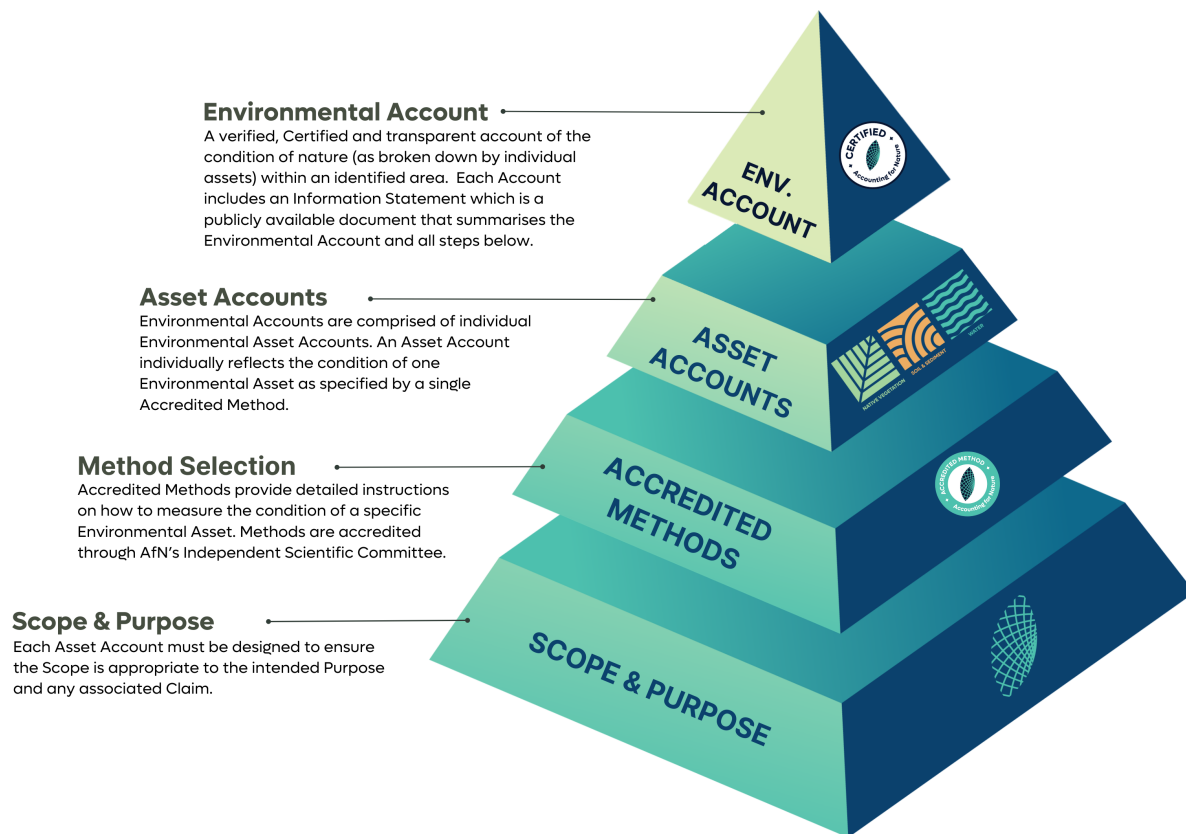 Environmental Account
A verified, Certified and transparent account of the
condition of nature (as broken down by individual
assets) within an identified area.  Each Account
includes an Information Statement which is a
publicly available document that summarises the
Environmental Account and all steps below.
Asset Accounts
Environmental Accounts are comprised of individual
Environmental Asset Accounts. An Asset Account
individually reflects the condition of one
Environmental Asset as specified by a single
Accredited Method.
Method Selection
Accredited Methods provide detailed instructions
on how to measure the condition of a specific
Environmental Asset. Methods are accredited
through AfN's Independent Scientific Committee.
Scope & Purpose
Each Asset Account must be designed to ensure
the Scope is appropriate to the intended Purpose
and any associated Claim.
ENV.
ACCOUNT
CERTIFIED
Accounting for Nature
ASSET
ACCOUNTS
NATIVE VEGETATION
SOIL & SEDIMENT
WATER
ACCREDITED
METHODS
ACCREDITED METHOD
Accounting for Nature
SCOPE & PURPOSE